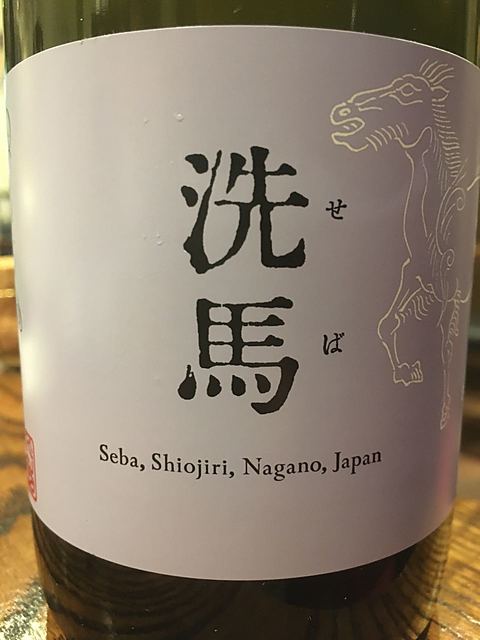 洗馬
せば
Seba, Shiojiri, Nagano, Japan